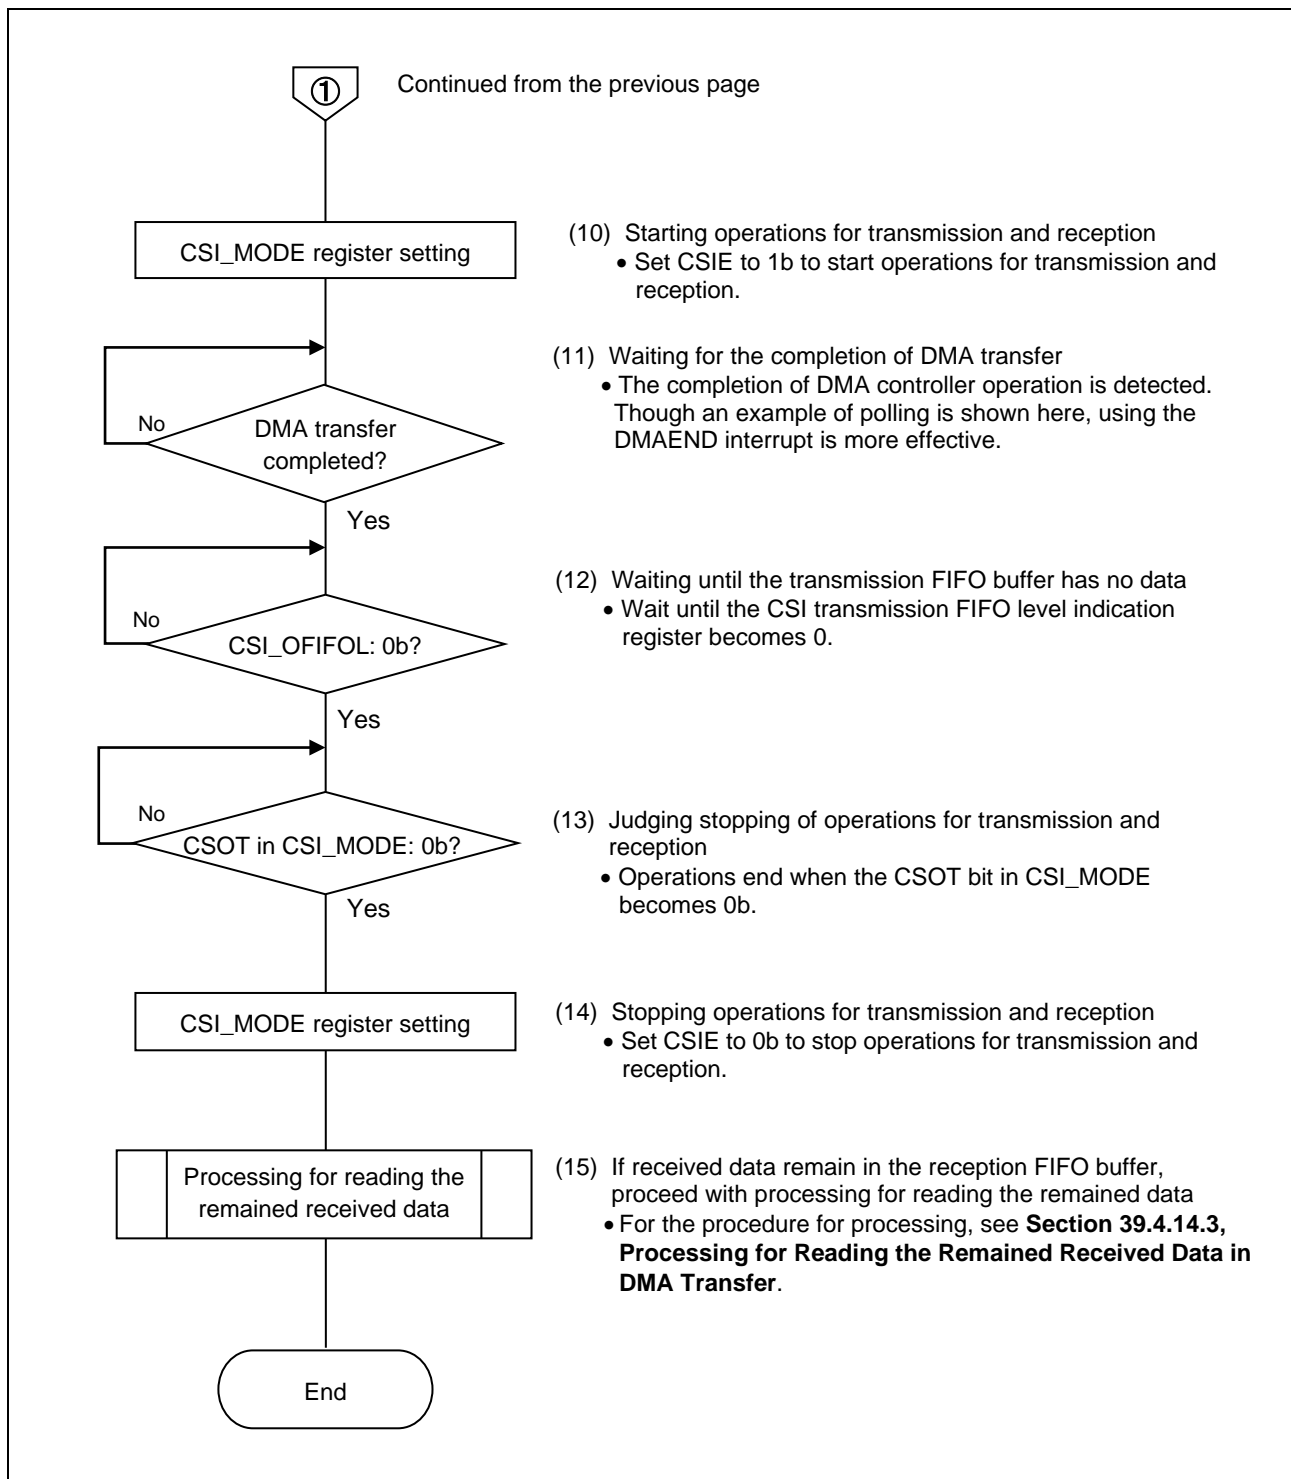 ① Continued from the previous page
CSI_MODE register setting
(10) Starting operations for transmission and reception
• Set CSIE to 1b to start operations for transmission and
reception.
(11) Waiting for the completion of DMA transfer
• The completion of DMA controller operation is detected.
Though an example of polling is shown here, using the
DMAEND interrupt is more effective.
No
DMA transfer
completed?
Yes
(12) Waiting until the transmission FIFO buffer has no data
• Wait until the CSI transmission FIFO level indication
register becomes 0.
No
CSI_OFIFOL: 0b?
Yes
No
CSOT in CSI_MODE: 0b?
(13) Judging stopping of operations for transmission and
reception
• Operations end when the CSOT bit in CSI_MODE
becomes 0b.
Yes
CSI_MODE register setting
(14) Stopping operations for transmission and reception
• Set CSIE to 0b to stop operations for transmission and
reception.
Processing for reading the
remained received data
(15) If received data remain in the reception FIFO buffer,
proceed with processing for reading the remained data
• For the procedure for processing, see Section 39.4.14.3,
Processing for Reading the Remained Received Data in
DMA Transfer.
End